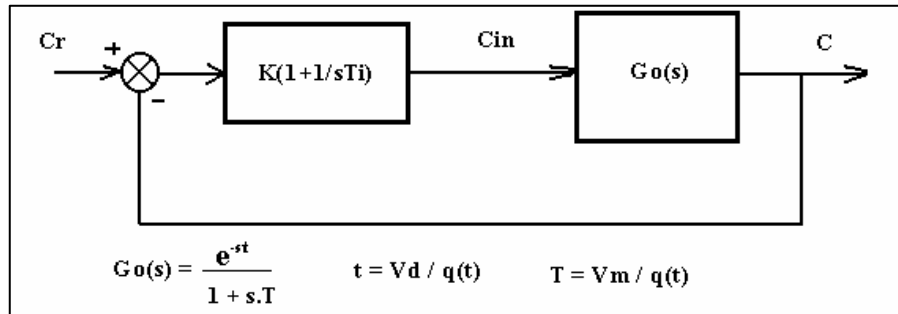 Cr + Cin C
K(1+1/sTi) Go(s)
-
Go(s) = e^-st / 1 + s.T t = Vd / q(t) T = Vm / q(t)